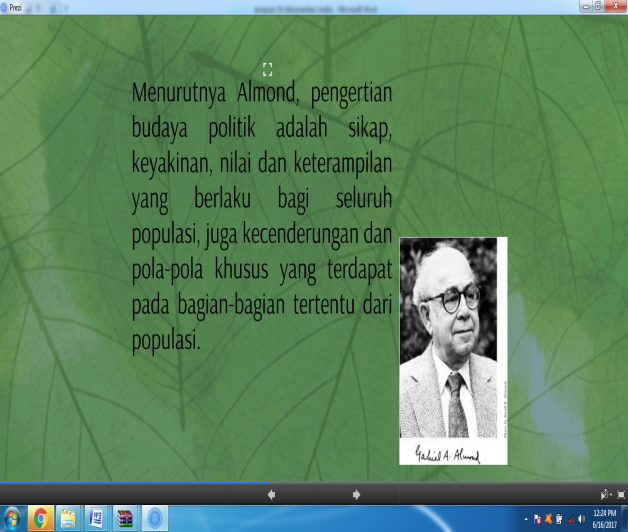 Prezi
Menurutnya Almond, pengertian
budaya politik adalah sikap,
keyakinan, nilai dan keterampilan
yang berlaku bagi seluruh
populasi, juga kecenderungan dan
pola-pola khusus yang terdapat
pada bagian-bagian tertentu dari
populasi.
Gabriel A. Almond
12:24 PM
6/16/2017